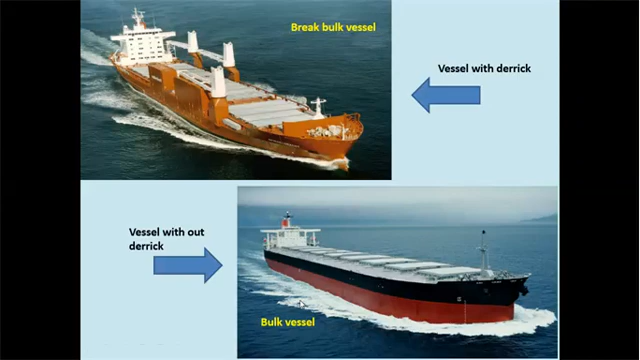 Break bulk vessel
Vessel with derrick
Vessel with out
derrick
Bulk vessel